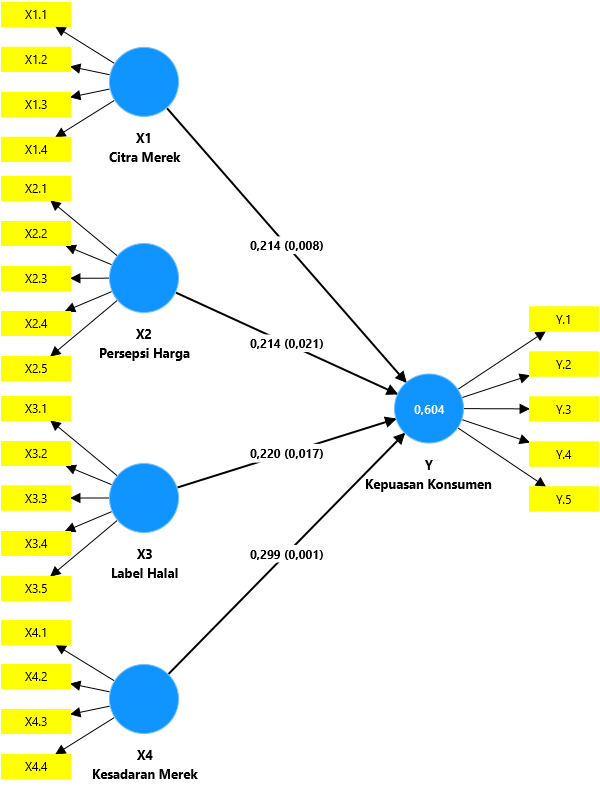 X1.1
X1.2
X1.3
X1.4
X1
Citra Merek
0,214 (0,008)
X2.1
X2.2
X2.3
X2.4
X2.5
X2
Persepsi Harga
0,214 (0,021)
X3.1
X3.2
X3.3
X3.4
X3.5
X3
Label Halal
0,220 (0,017)
X4.1
X4.2
X4.3
X4.4
X4
Kesadaran Merek
0,299 (0,001)
0,604
Y
Kepuasan Konsumen
Y.1
Y.2
Y.3
Y.4
Y.5